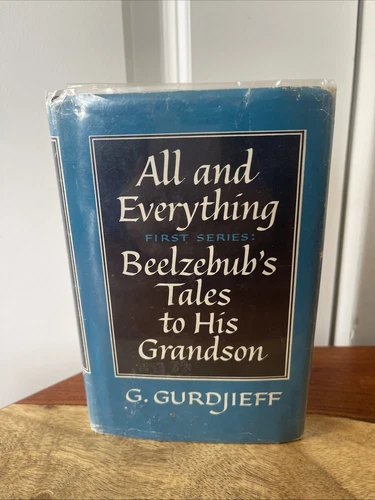 All and
Everything
FIRST SERIES:
Beelzebub's
Tales
to His
Grandson
G. GURDJIEFF